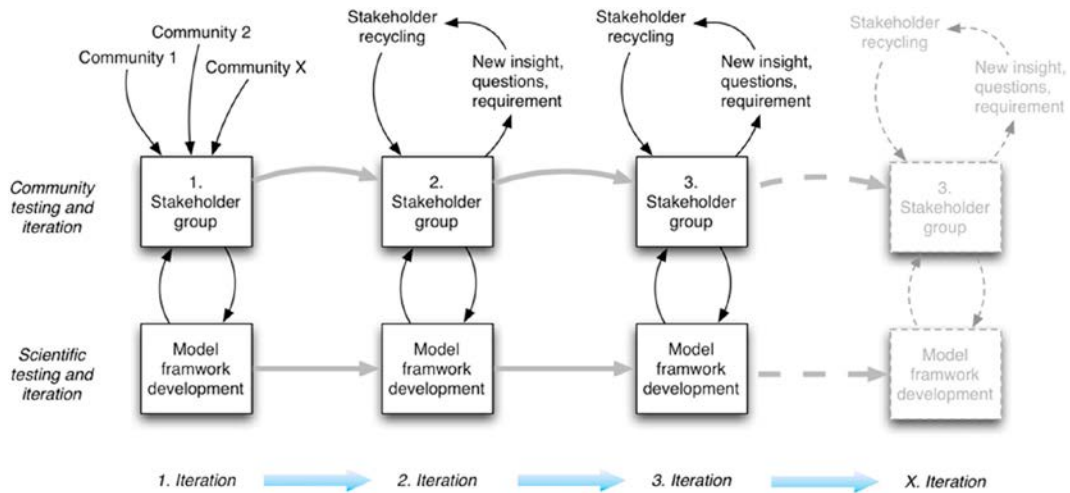 Community 2
Community 1
Community X
Stakeholder
recycling
New insight,
questions,
requirement
Stakeholder
recycling
New insight,
questions,
requirement
Stakeholder
recycling
New insight,
questions,
requirement
Community
testing and
iteration
1.
Stakeholder
group
2.
Stakeholder
group
3.
Stakeholder
group
3.
Stakeholder
group
Scientific
testing and
iteration
Model
framwork
development
Model
framwork
development
Model
framwork
development
Model
framwork
development
1. Iteration
2. Iteration
3. Iteration
X. Iteration